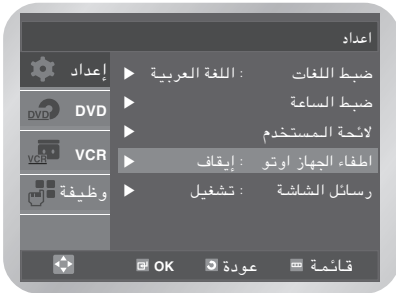 اعداد
إعداد
DVD
DVD
VCR
VCR
وظيفة
ضبط اللغات : اللغة العربية
ضبط الساعة
لائحة المستخدم
اطفاء الجهاز اوتو : إيقاف
رسائل الشاشة : تشغيل
قائمة عودة OK